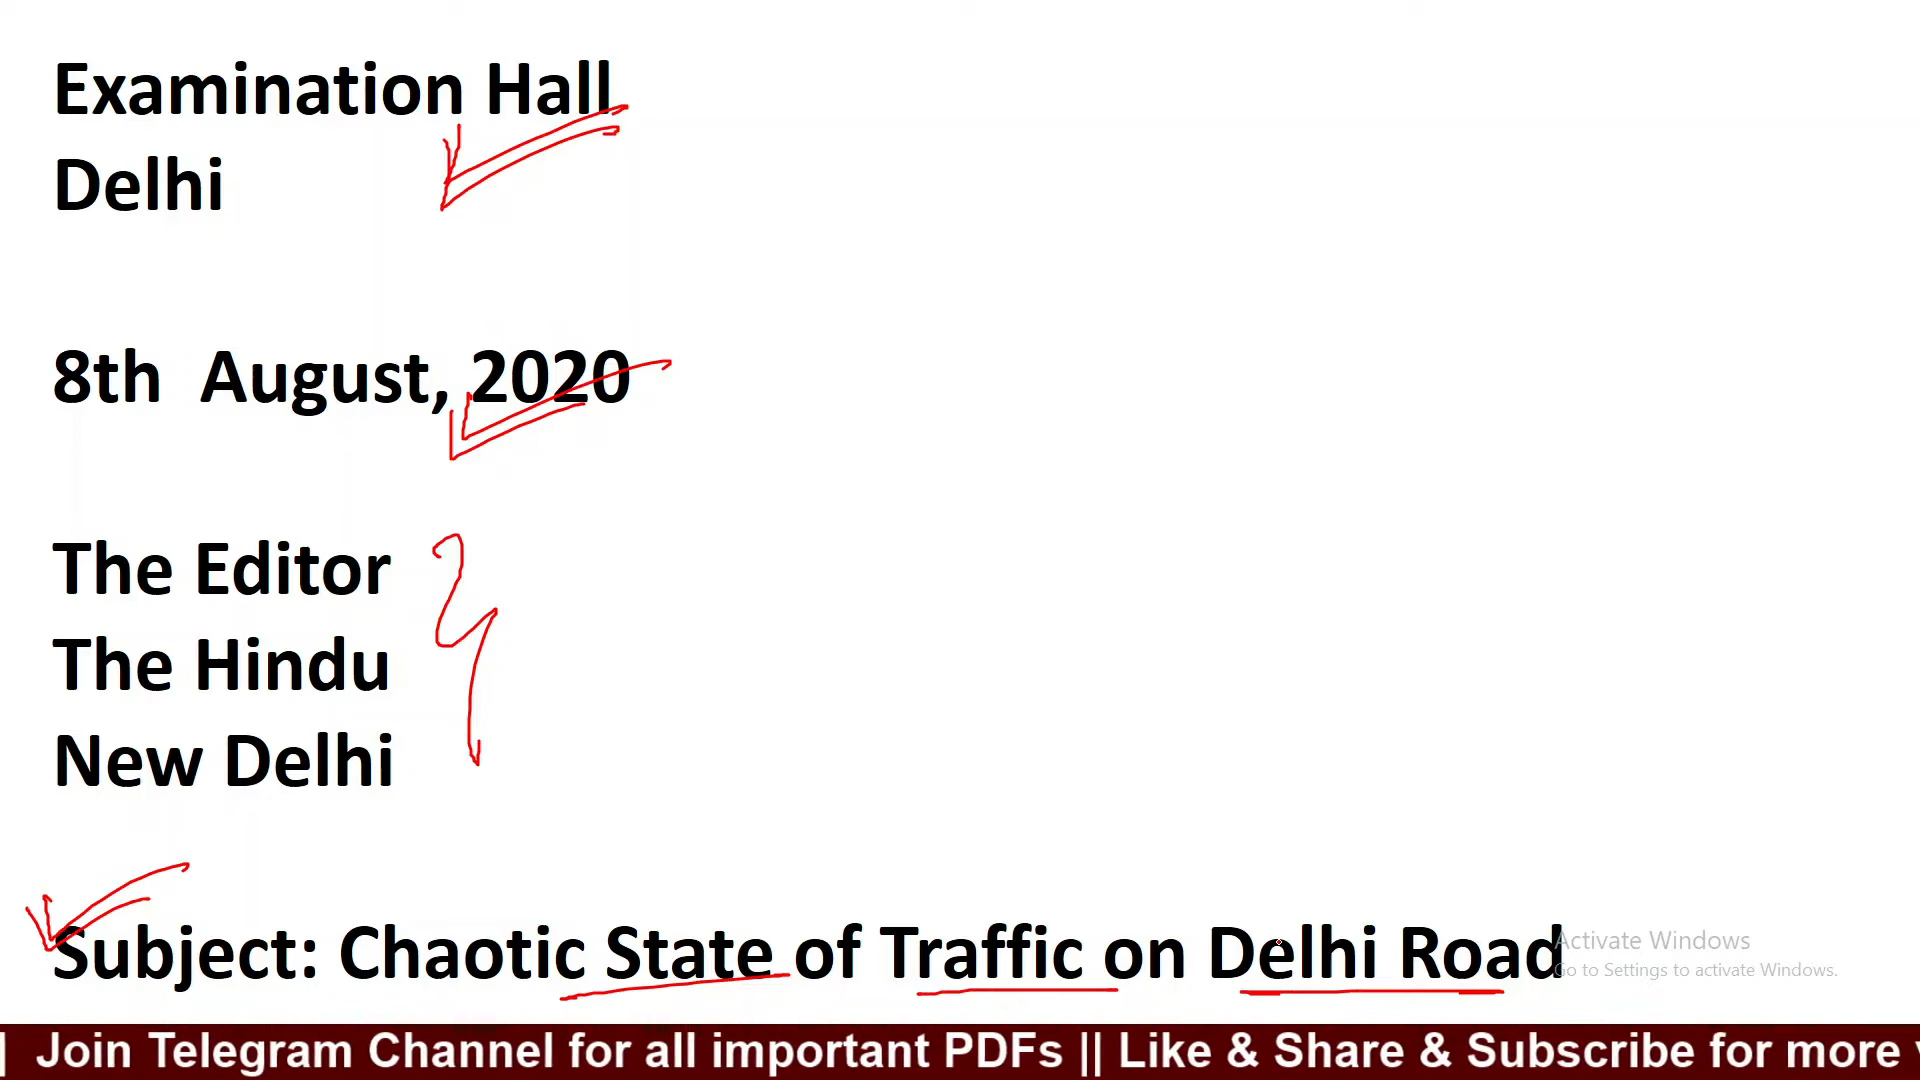 Examination Hall
Delhi
8th August, 2020
The Editor
The Hindu
New Delhi
Subject: Chaotic State of Traffic on Delhi Road
Activate Windows
Go to Settings to activate Windows.
| Join Telegram Channel for all important PDFs || Like & Share & Subscribe for more